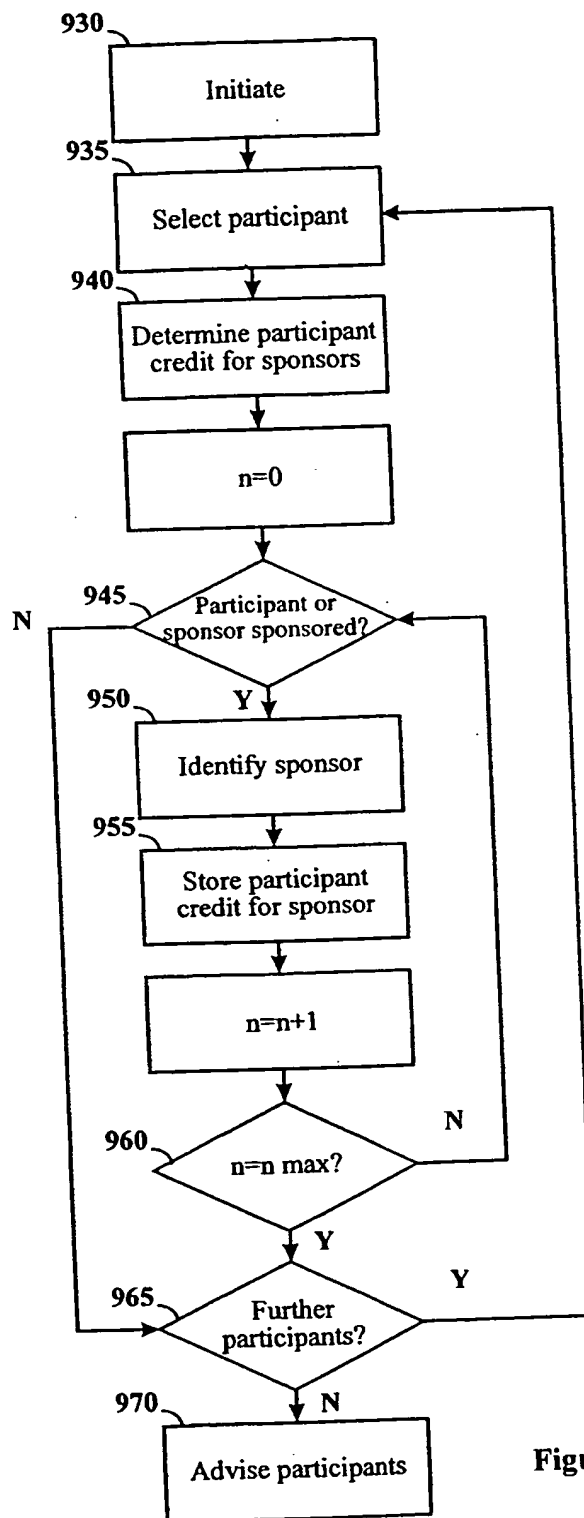 930
Initiate
935
Select participant
940
Determine participant
credit for sponsors
n=0
945
N
Participant or
sponsor sponsored?
Y
950
Identify sponsor
955
Store participant
credit for sponsor
n=n+1
960
N
n=n max?
Y
965
Y
Further
participants?
N
970
Advise participants